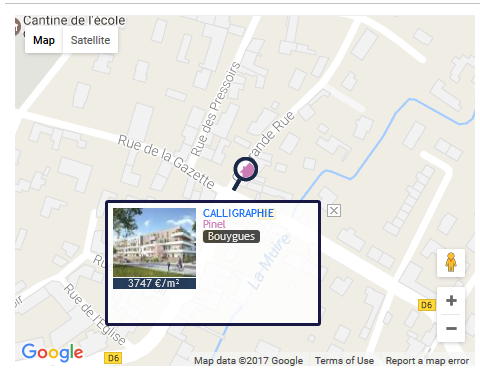 Cantine de l'école
Map
Satellite
Rue des Pressoirs
Grande Rue
Rue de la Gazette
CALLIGRAPHIE
Pinel
Bouygues
3747 €/m²
La Muire
D6
Rue de l'Eglise
D6
Google
Map data ©2017 Google
Terms of Use
Report a map error